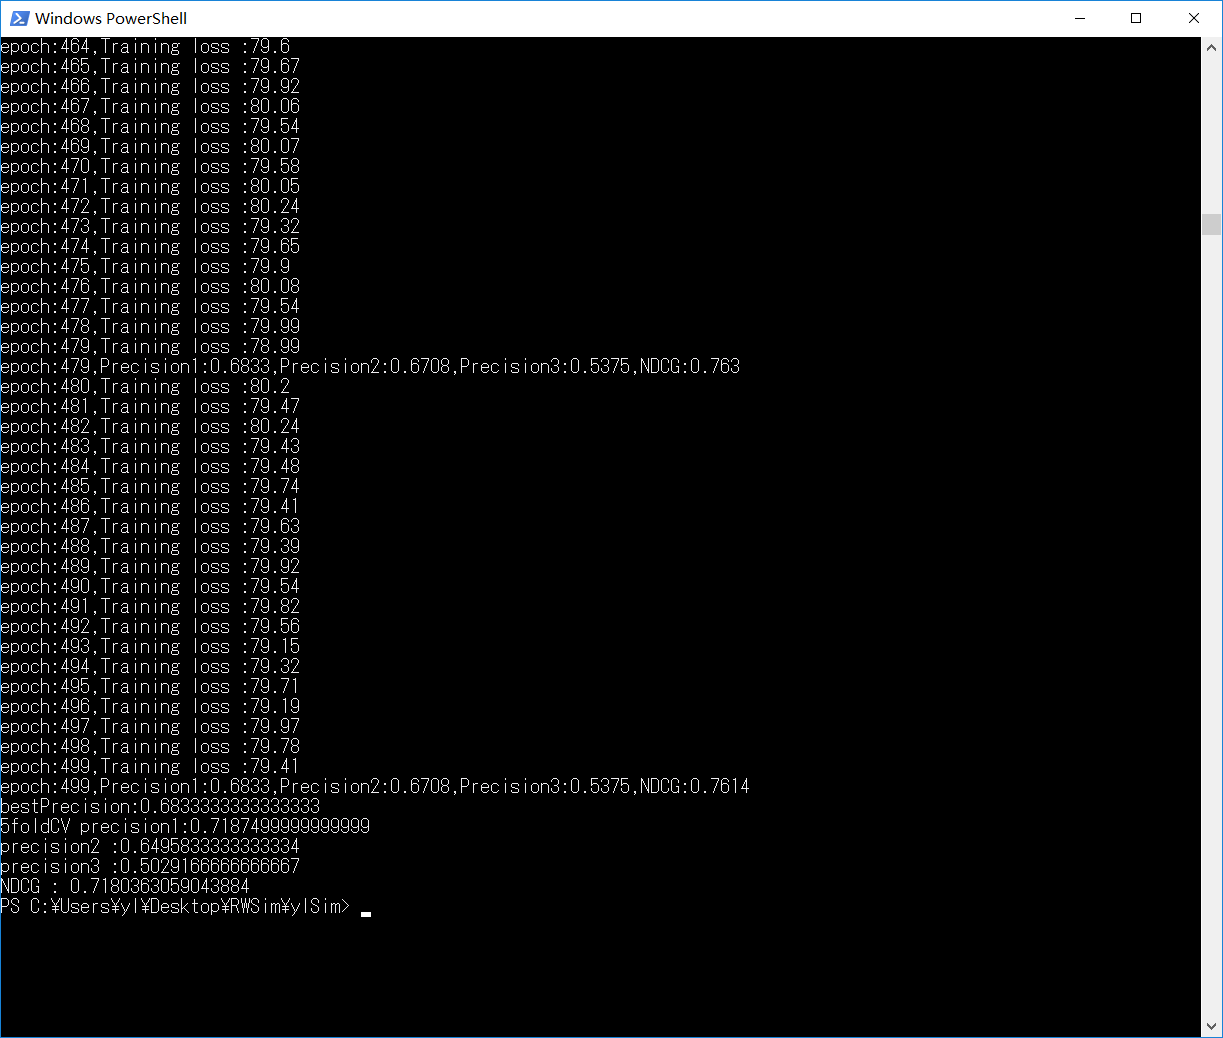 Windows PowerShell
epoch:464,Training loss :79.6
epoch:465,Training loss :79.67
epoch:466,Training loss :79.92
epoch:467,Training loss :80.06
epoch:468,Training loss :79.54
epoch:469,Training loss :80.07
epoch:470,Training loss :79.58
epoch:471,Training loss :80.05
epoch:472,Training loss :80.24
epoch:473,Training loss :79.32
epoch:474,Training loss :79.65
epoch:475,Training loss :79.9
epoch:476,Training loss :80.08
epoch:477,Training loss :79.54
epoch:478,Training loss :79.99
epoch:479,Training loss :78.99
epoch:479,Precision1:0.6833,Precision2:0.6708,Precision3:0.5375,NDCG:0.763
epoch:480,Training loss :80.2
epoch:481,Training loss :79.47
epoch:482,Training loss :80.24
epoch:483,Training loss :79.43
epoch:484,Training loss :79.48
epoch:485,Training loss :79.74
epoch:486,Training loss :79.41
epoch:487,Training loss :79.63
epoch:488,Training loss :79.39
epoch:489,Training loss :79.92
epoch:490,Training loss :79.54
epoch:491,Training loss :79.82
epoch:492,Training loss :79.56
epoch:493,Training loss :79.15
epoch:494,Training loss :79.32
epoch:495,Training loss :79.71
epoch:496,Training loss :79.19
epoch:497,Training loss :79.97
epoch:498,Training loss :79.78
epoch:499,Training loss :79.41
epoch:499,Precision1:0.6833,Precision2:0.6708,Precision3:0.5375,NDCG:0.7614
bestPrecision:0.6833333333333333
5foldCV precision1:0.7187499999999999
precision2 :0.6495833333333334
precision3 :0.5029166666666667
NDCG : 0.7180363059043884
PS C:¥Users¥yl¥Desktop¥RWSim¥ylSim>